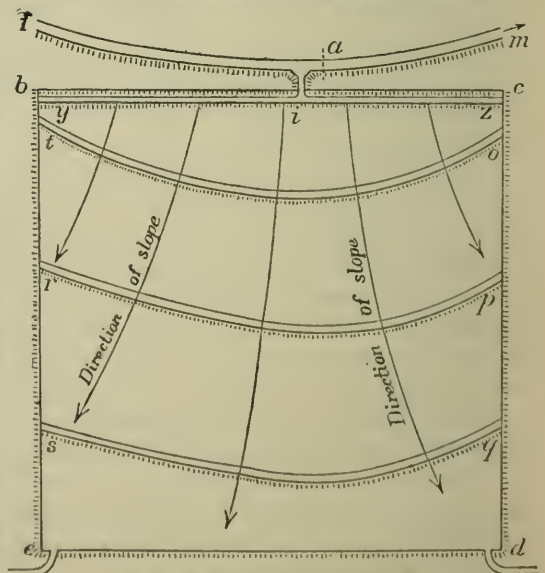 f
a
m
b
c
y
i
z
t
o
Direction of slope
Direction of slope
r
p
s
q
e
d